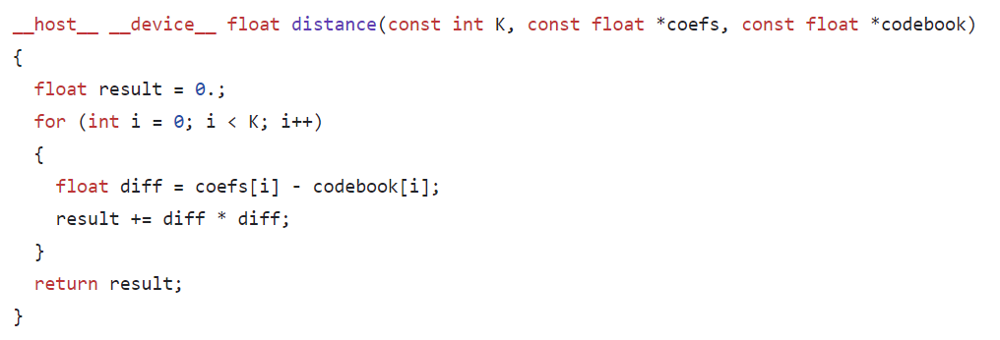 __host__ __device__ float distance(const int K, const float *coefs, const float *codebook)
{
  float result = 0.;
  for (int i = 0; i < K; i++)
  {
    float diff = coefs[i] - codebook[i];
    result += diff * diff;
  }
  return result;
}